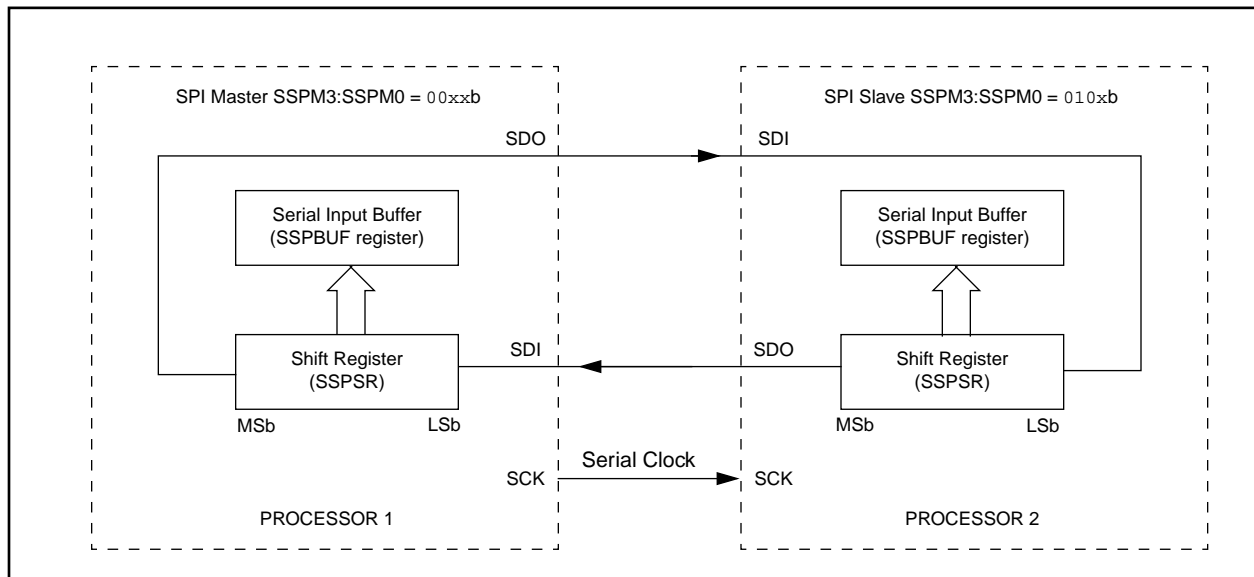 SPI Master SSPM3:SSPM0 = 00xxb
SPI Slave SSPM3:SSPM0 = 010xb
SDO
SDI
Serial Input Buffer
(SSPBUF register)
Serial Input Buffer
(SSPBUF register)
Shift Register
(SSPSR)
SDI
SDO
Shift Register
(SSPSR)
MSb
LSb
MSb
LSb
Serial Clock
SCK
SCK
PROCESSOR 1
PROCESSOR 2